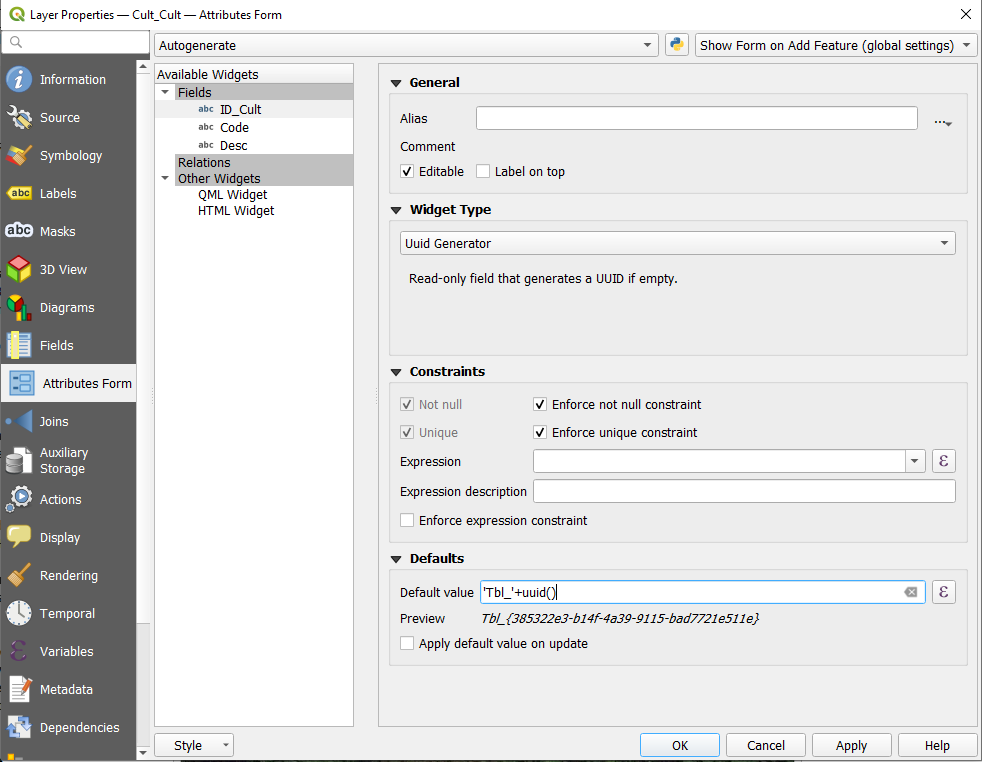 Layer Properties — Cult_Cult — Attributes Form
Autogenerate
Show Form on Add Feature (global settings)
Information
Source
Symbology
abc Labels
abc Masks
3D View
Diagrams
Fields
Attributes Form
Joins
Auxiliary
Storage
Actions
Display
Rendering
Temporal
Variables
Metadata
Dependencies
Available Widgets
Fields
abc ID_Cult
abc Code
abc Desc
Relations
Other Widgets
QML Widget
HTML Widget
General
Alias
...
Comment
Editable Label on top
Widget Type
Uuid Generator
Read-only field that generates a UUID if empty.
Constraints
Not null Enforce not null constraint
Unique Enforce unique constraint
Expression ε
Expression description
Enforce expression constraint
Defaults
Default value 'Tbl_'+uuid() ε
Preview Tbl_{385322e3-b14f-4a39-9115-bad7721e511e}
Apply default value on update
Style OK Cancel Apply Help